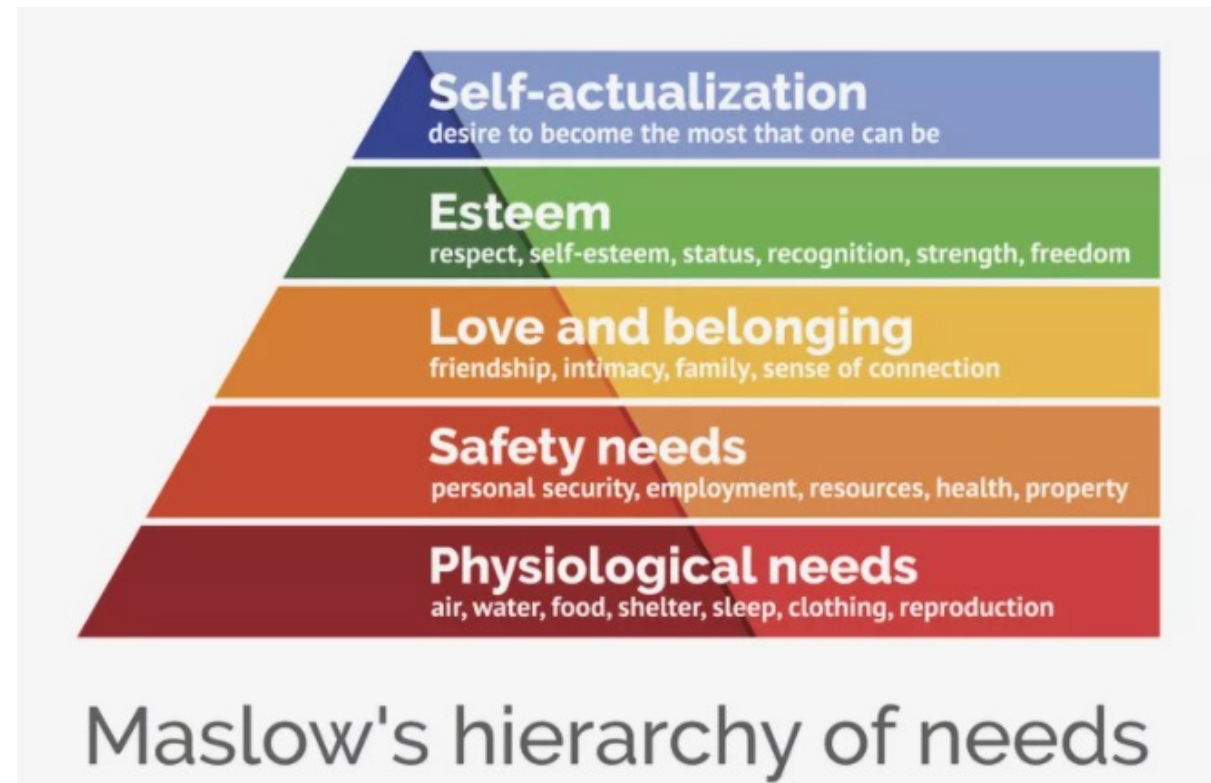 Self-actualization
desire to become the most that one can be
Esteem
respect, self-esteem, status, recognition, strength, freedom
Love and belonging
friendship, intimacy, family, sense of connection
Safety needs
personal security, employment, resources, health, property
Physiological needs
air, water, food, shelter, sleep, clothing, reproduction
Maslow's hierarchy of needs